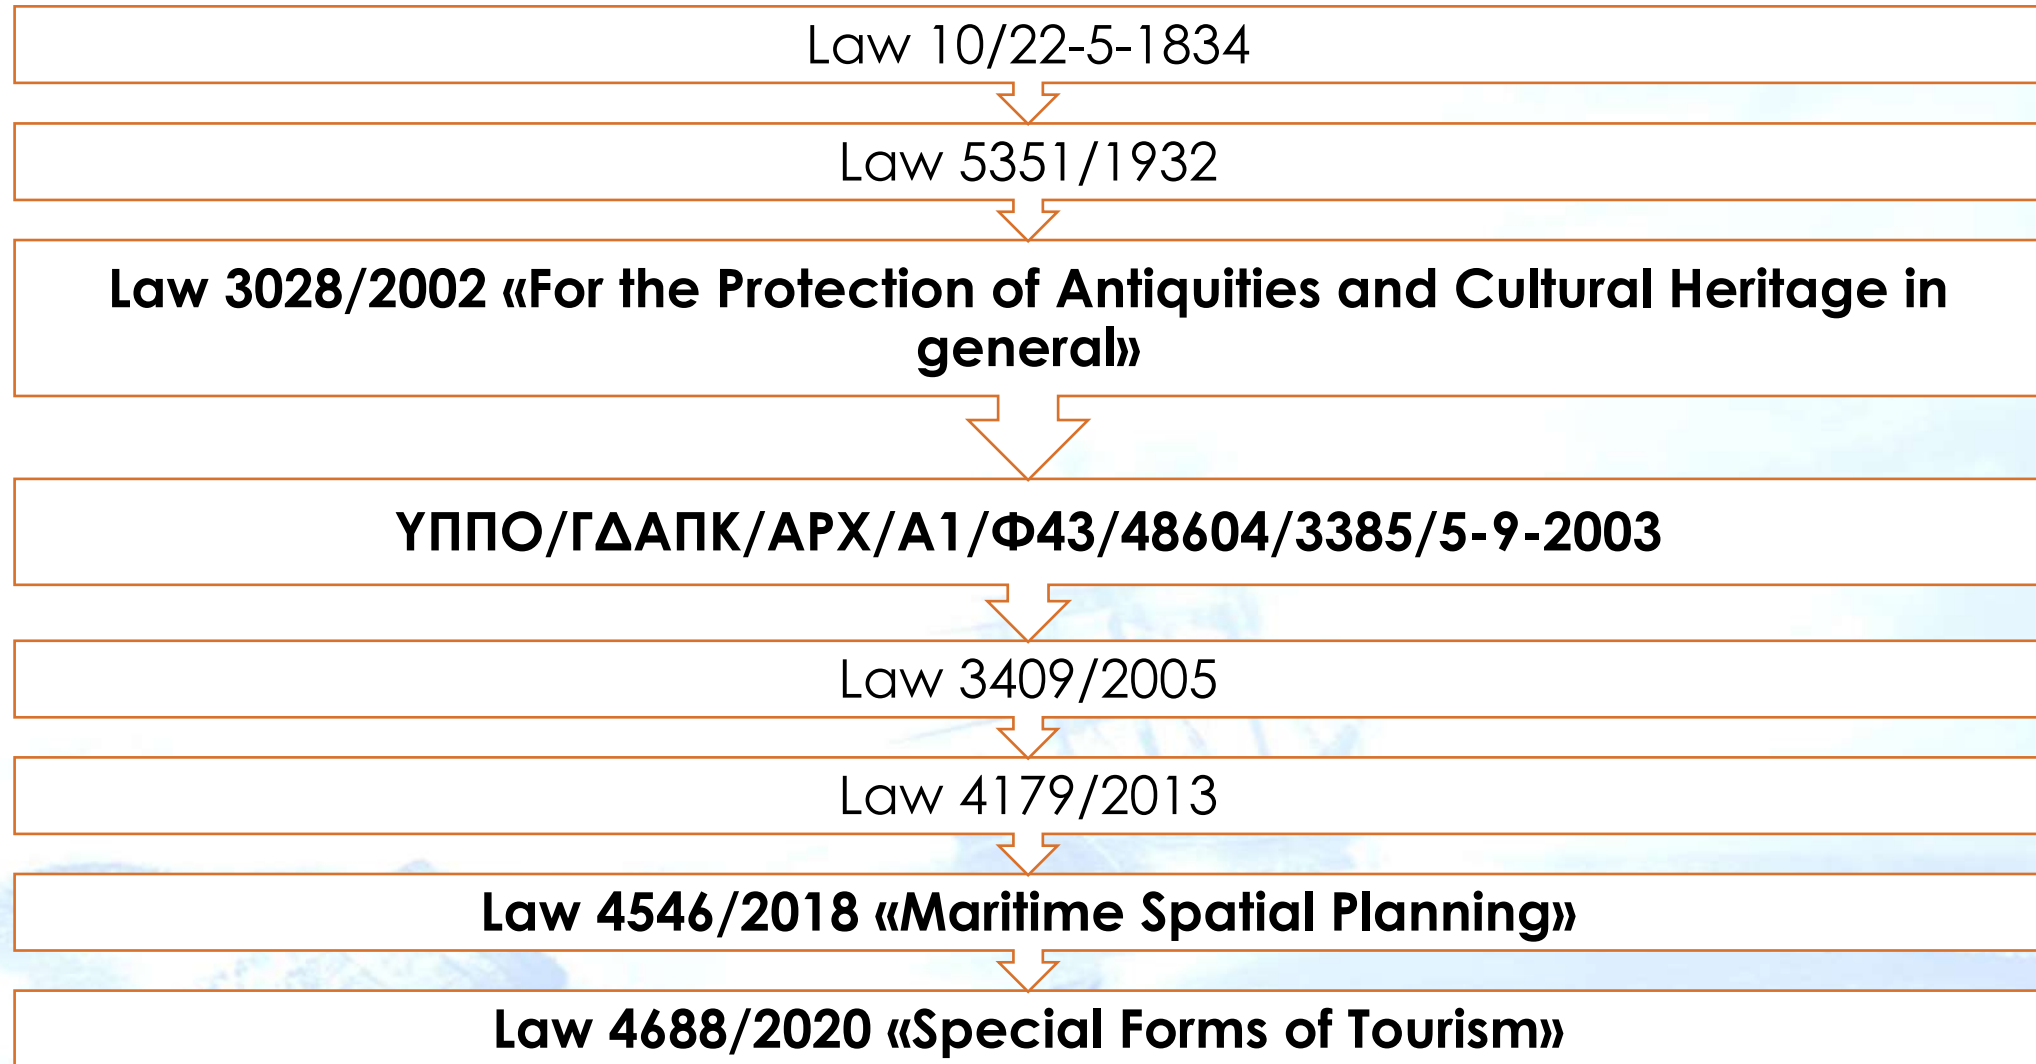 Law 10/22-5-1834
Law 5351/1932
Law 3028/2002 «For the Protection of Antiquities and Cultural Heritage in
general»
ΥΠΠΟ/ΓΔΑΠΚ/ΑΡΧ/Α1/Φ43/48604/3385/5-9-2003
Law 3409/2005
Law 4179/2013
Law 4546/2018 «Maritime Spatial Planning»
Law 4688/2020 «Special Forms of Tourism»